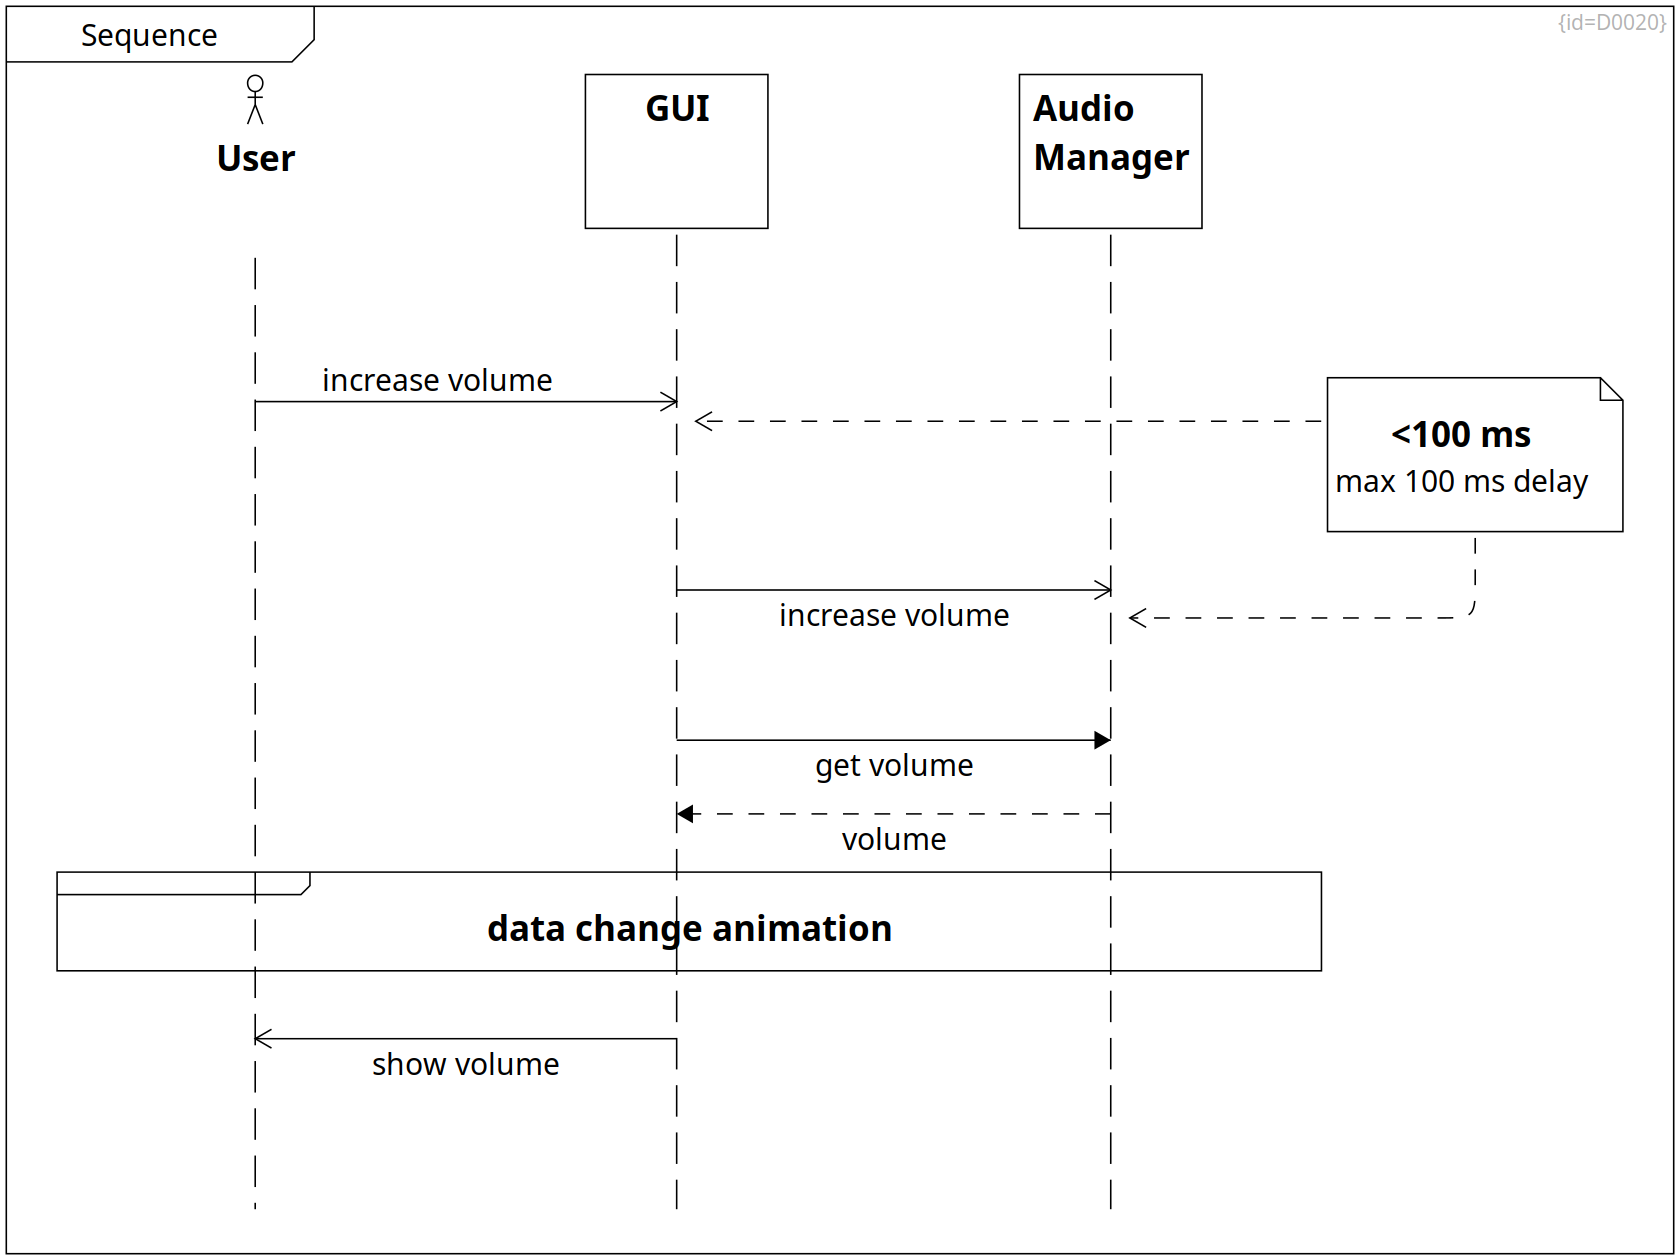 Sequence
{id=D0020}
User
GUI
Audio
Manager
increase volume
<100 ms
max 100 ms delay
increase volume
get volume
volume
data change animation
show volume